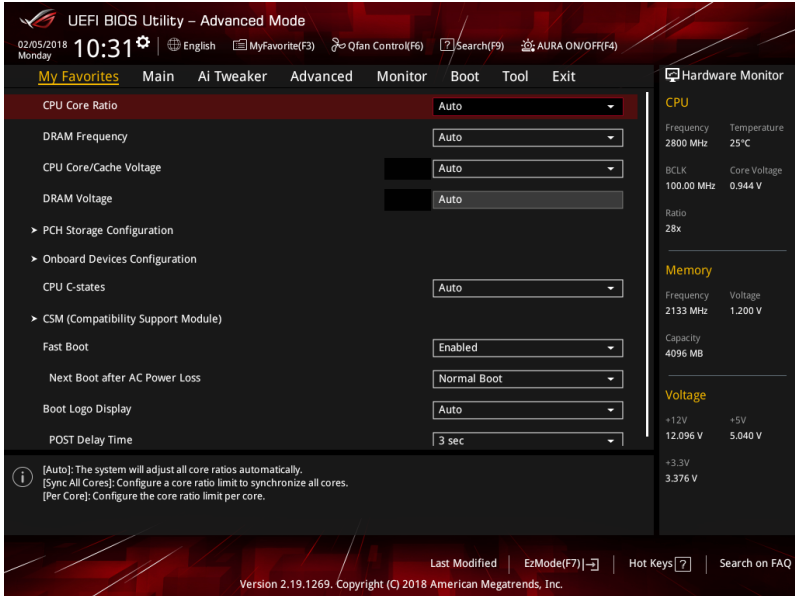 UEFI BIOS Utility – Advanced Mode
02/05/2018 Monday 10:31 English MyFavorite(F3) Qfan Control(F6) ? Search(F9) AURA ON/OFF(F4)
My Favorites Main Ai Tweaker Advanced Monitor Boot Tool Exit
CPU Core Ratio Auto
DRAM Frequency Auto
CPU Core/Cache Voltage Auto
DRAM Voltage Auto
> PCH Storage Configuration
> Onboard Devices Configuration
CPU C-states Auto
> CSM (Compatibility Support Module)
Fast Boot Enabled
Next Boot after AC Power Loss Normal Boot
Boot Logo Display Auto
POST Delay Time 3 sec
[Auto]: The system will adjust all core ratios automatically.
[Sync All Cores]: Configure a core ratio limit to synchronize all cores.
[Per Core]: Configure the core ratio limit per core.
Hardware Monitor
CPU
Frequency Temperature
2800 MHz 25°C
BCLK Core Voltage
100.00 MHz 0.944 V
Ratio
28x
Memory
Frequency Voltage
2133 MHz 1.200 V
Capacity
4096 MB
Voltage
+12V +5V
12.096 V 5.040 V
+3.3V
3.376 V
Last Modified EzMode(F7) Hot Keys ? Search on FAQ
Version 2.19.1269. Copyright (C) 2018 American Megatrends, Inc.